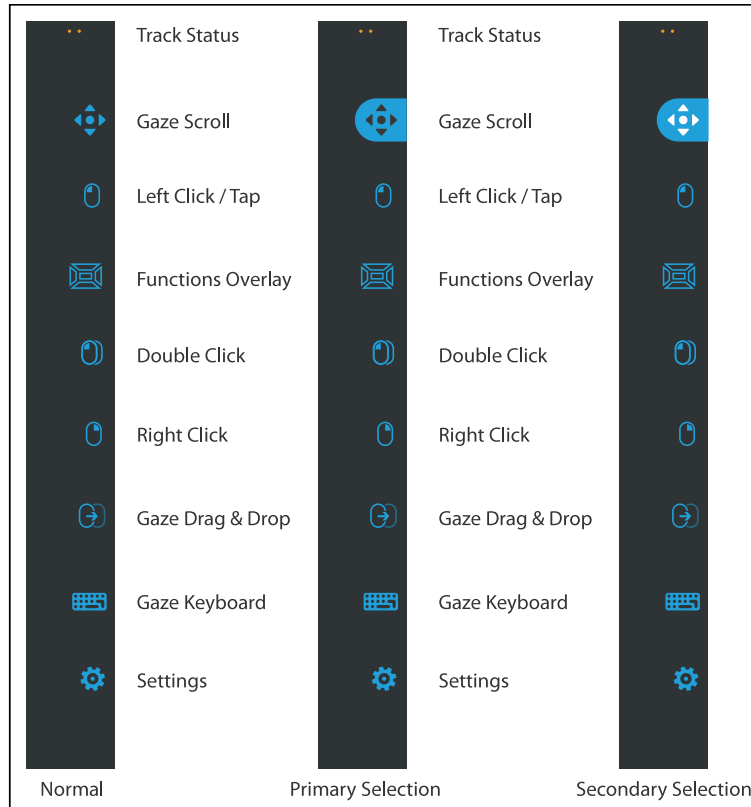 Track Status
Track Status
Gaze Scroll
Gaze Scroll
Left Click / Tap
Left Click / Tap
Functions Overlay
Functions Overlay
Double Click
Double Click
Right Click
Right Click
Gaze Drag & Drop
Gaze Drag & Drop
Gaze Keyboard
Gaze Keyboard
Settings
Settings
Normal
Primary Selection
Secondary Selection